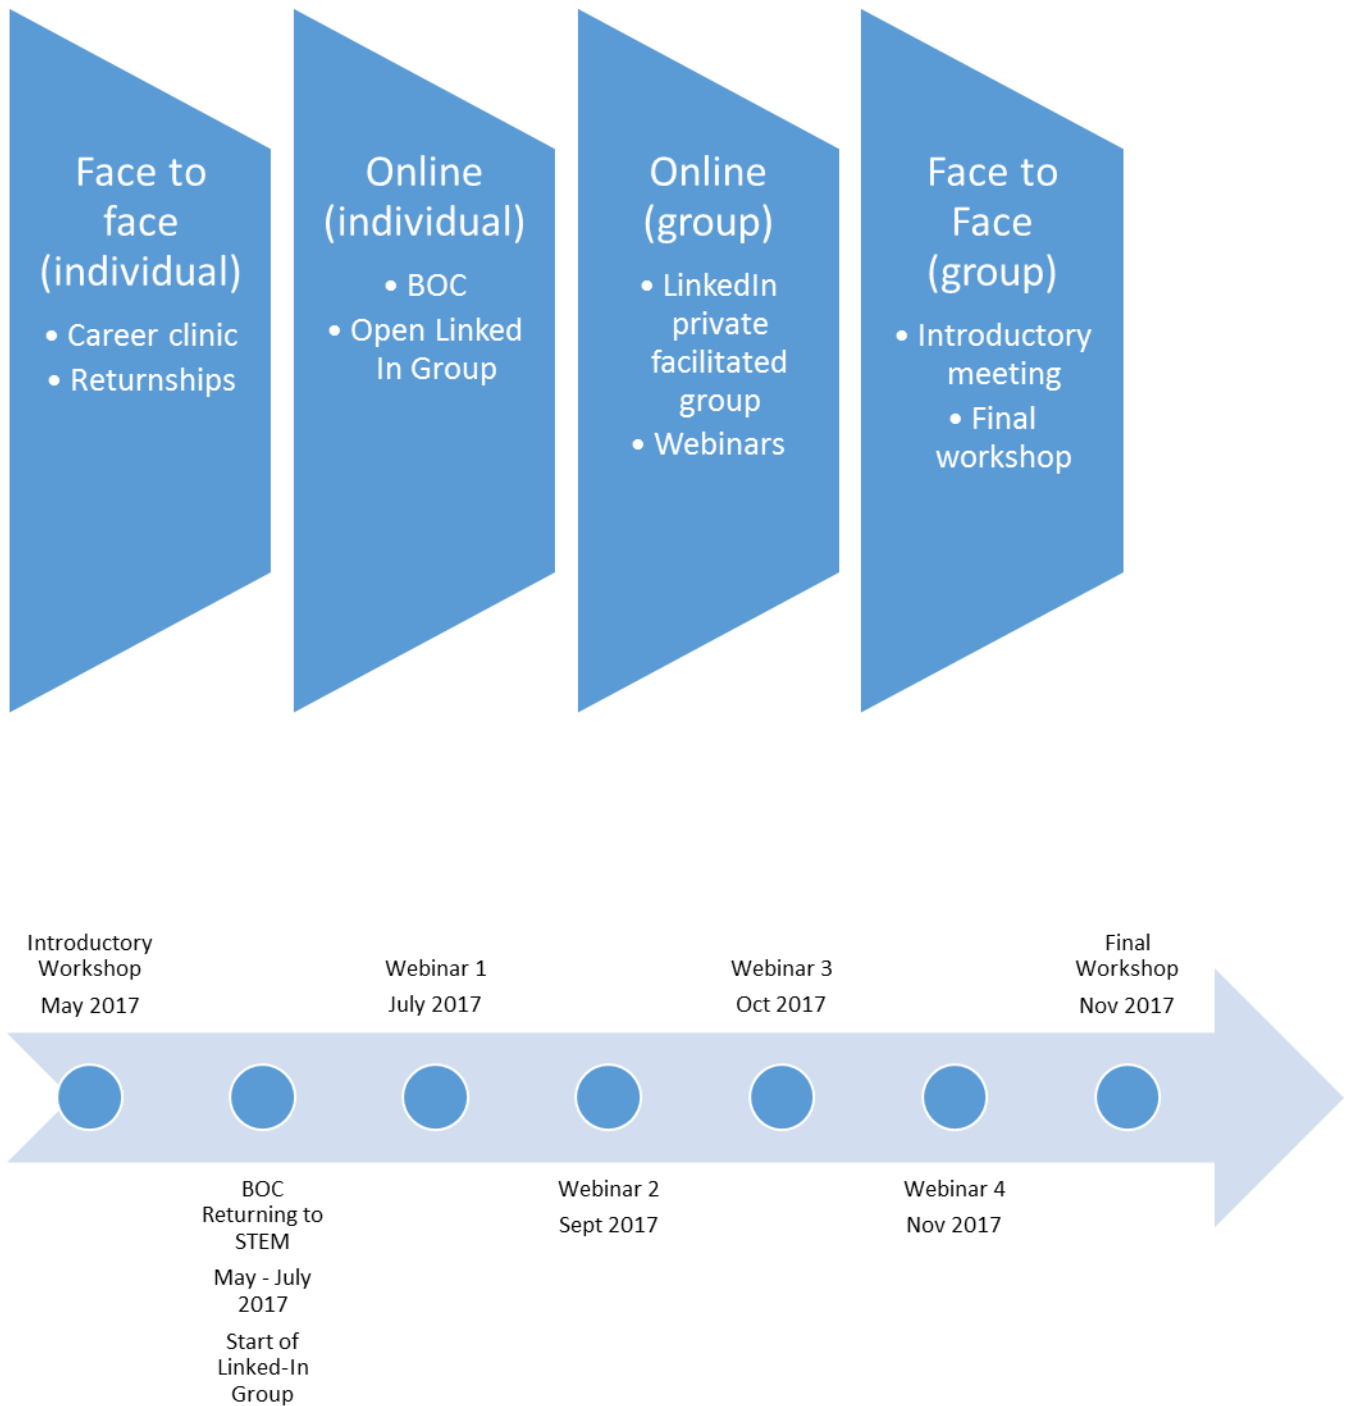 Face to
face
(individual)
• Career clinic
• Returnships
Online
(individual)
• BOC
• Open Linked
In Group
Online
(group)
• LinkedIn
private
facilitated
group
• Webinars
Face to
Face
(group)
• Introductory
meeting
• Final
workshop
Introductory
Workshop
May 2017
BOC
Returning to
STEM
May - July
2017
Start of
Linked-In
Group
Webinar 1
July 2017
Webinar 2
Sept 2017
Webinar 3
Oct 2017
Webinar 4
Nov 2017
Final
Workshop
Nov 2017